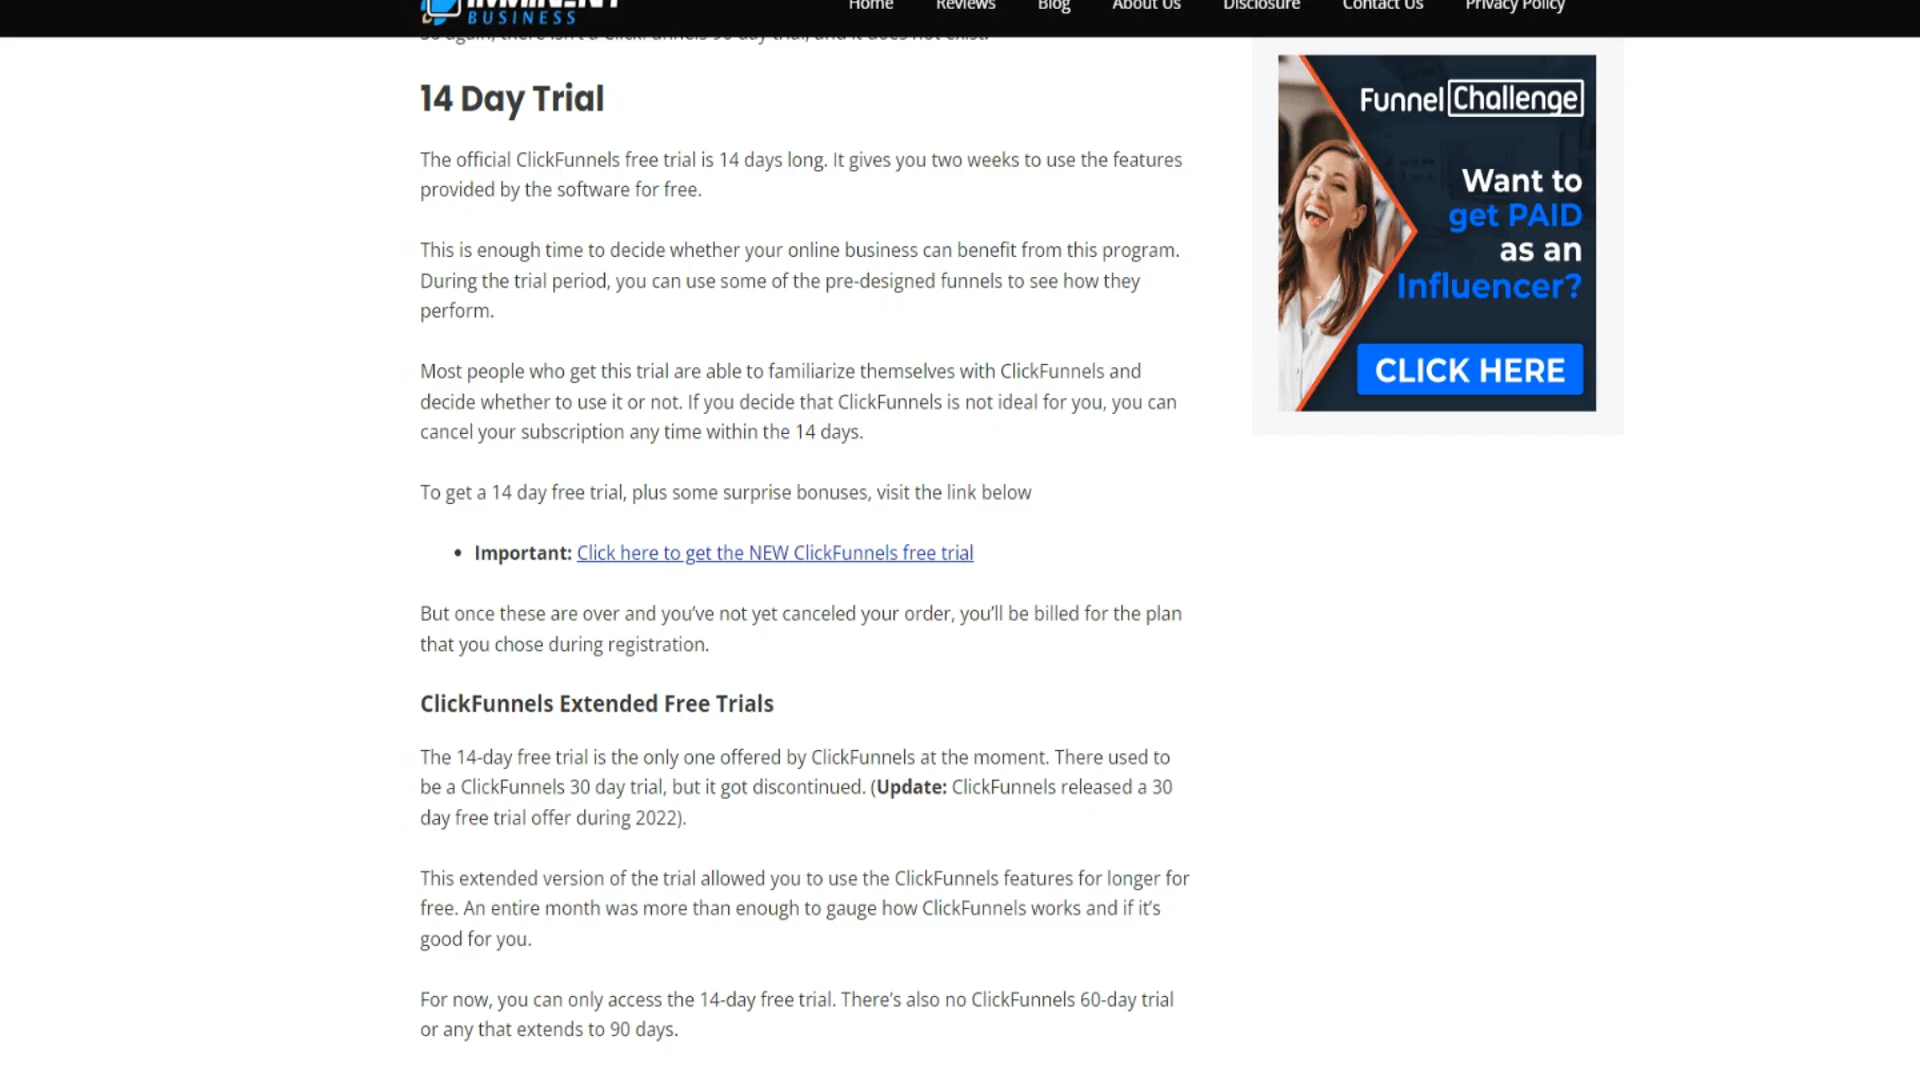 IMMINENT
BUSINESS
Home Reviews Blog About Us Disclosure Contact Us Privacy Policy
So again, there isn't a ClickFunnels 90 day trial, and it does not exist.
14 Day Trial
The official ClickFunnels free trial is 14 days long. It gives you two weeks to use the features
provided by the software for free.
This is enough time to decide whether your online business can benefit from this program.
During the trial period, you can use some of the pre-designed funnels to see how they
perform.
Most people who get this trial are able to familiarize themselves with ClickFunnels and
decide whether to use it or not. If you decide that ClickFunnels is not ideal for you, you can
cancel your subscription any time within the 14 days.
To get a 14 day free trial, plus some surprise bonuses, visit the link below
• Important: Click here to get the NEW ClickFunnels free trial
But once these are over and you’ve not yet canceled your order, you’ll be billed for the plan
that you chose during registration.
ClickFunnels Extended Free Trials
The 14-day free trial is the only one offered by ClickFunnels at the moment. There used to
be a ClickFunnels 30 day trial, but it got discontinued. (Update: ClickFunnels released a 30
day free trial offer during 2022).
This extended version of the trial allowed you to use the ClickFunnels features for longer for
free. An entire month was more than enough to gauge how ClickFunnels works and if it’s
good for you.
For now, you can only access the 14-day free trial. There’s also no ClickFunnels 60-day trial
or any that extends to 90 days.
Funnel Challenge
Want to
get PAID
as an
Influencer?
CLICK HERE